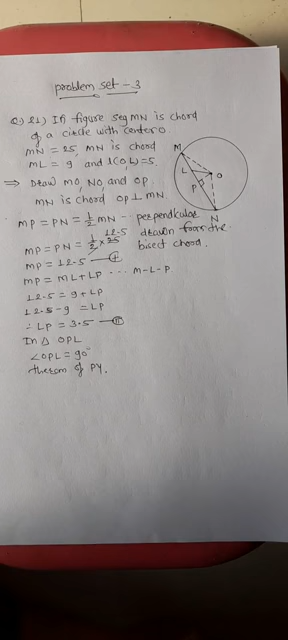 problem set - 3
Q) 21) In figure seg MN is chord
of a circle with center O.
MN = 25, MN is chord
ML = 9 and l(O,L) = 5.
⇒ Draw MO, NO, and OP.
MN is chord OP ⊥ MN.
MP = PN = 1/2 MN -- perpendicular
drawn from the
bisect chord.
MP = PN = 1/2 × 25 12.5
MP = 12.5 — I
MP = ML + LP ... M-L-P
12.5 = 9 + LP
12.5 - 9 = LP
∴ LP = 3.5 — II
In △ OPL
∠OPL = 90°
of PY.
M
L
O
P
N